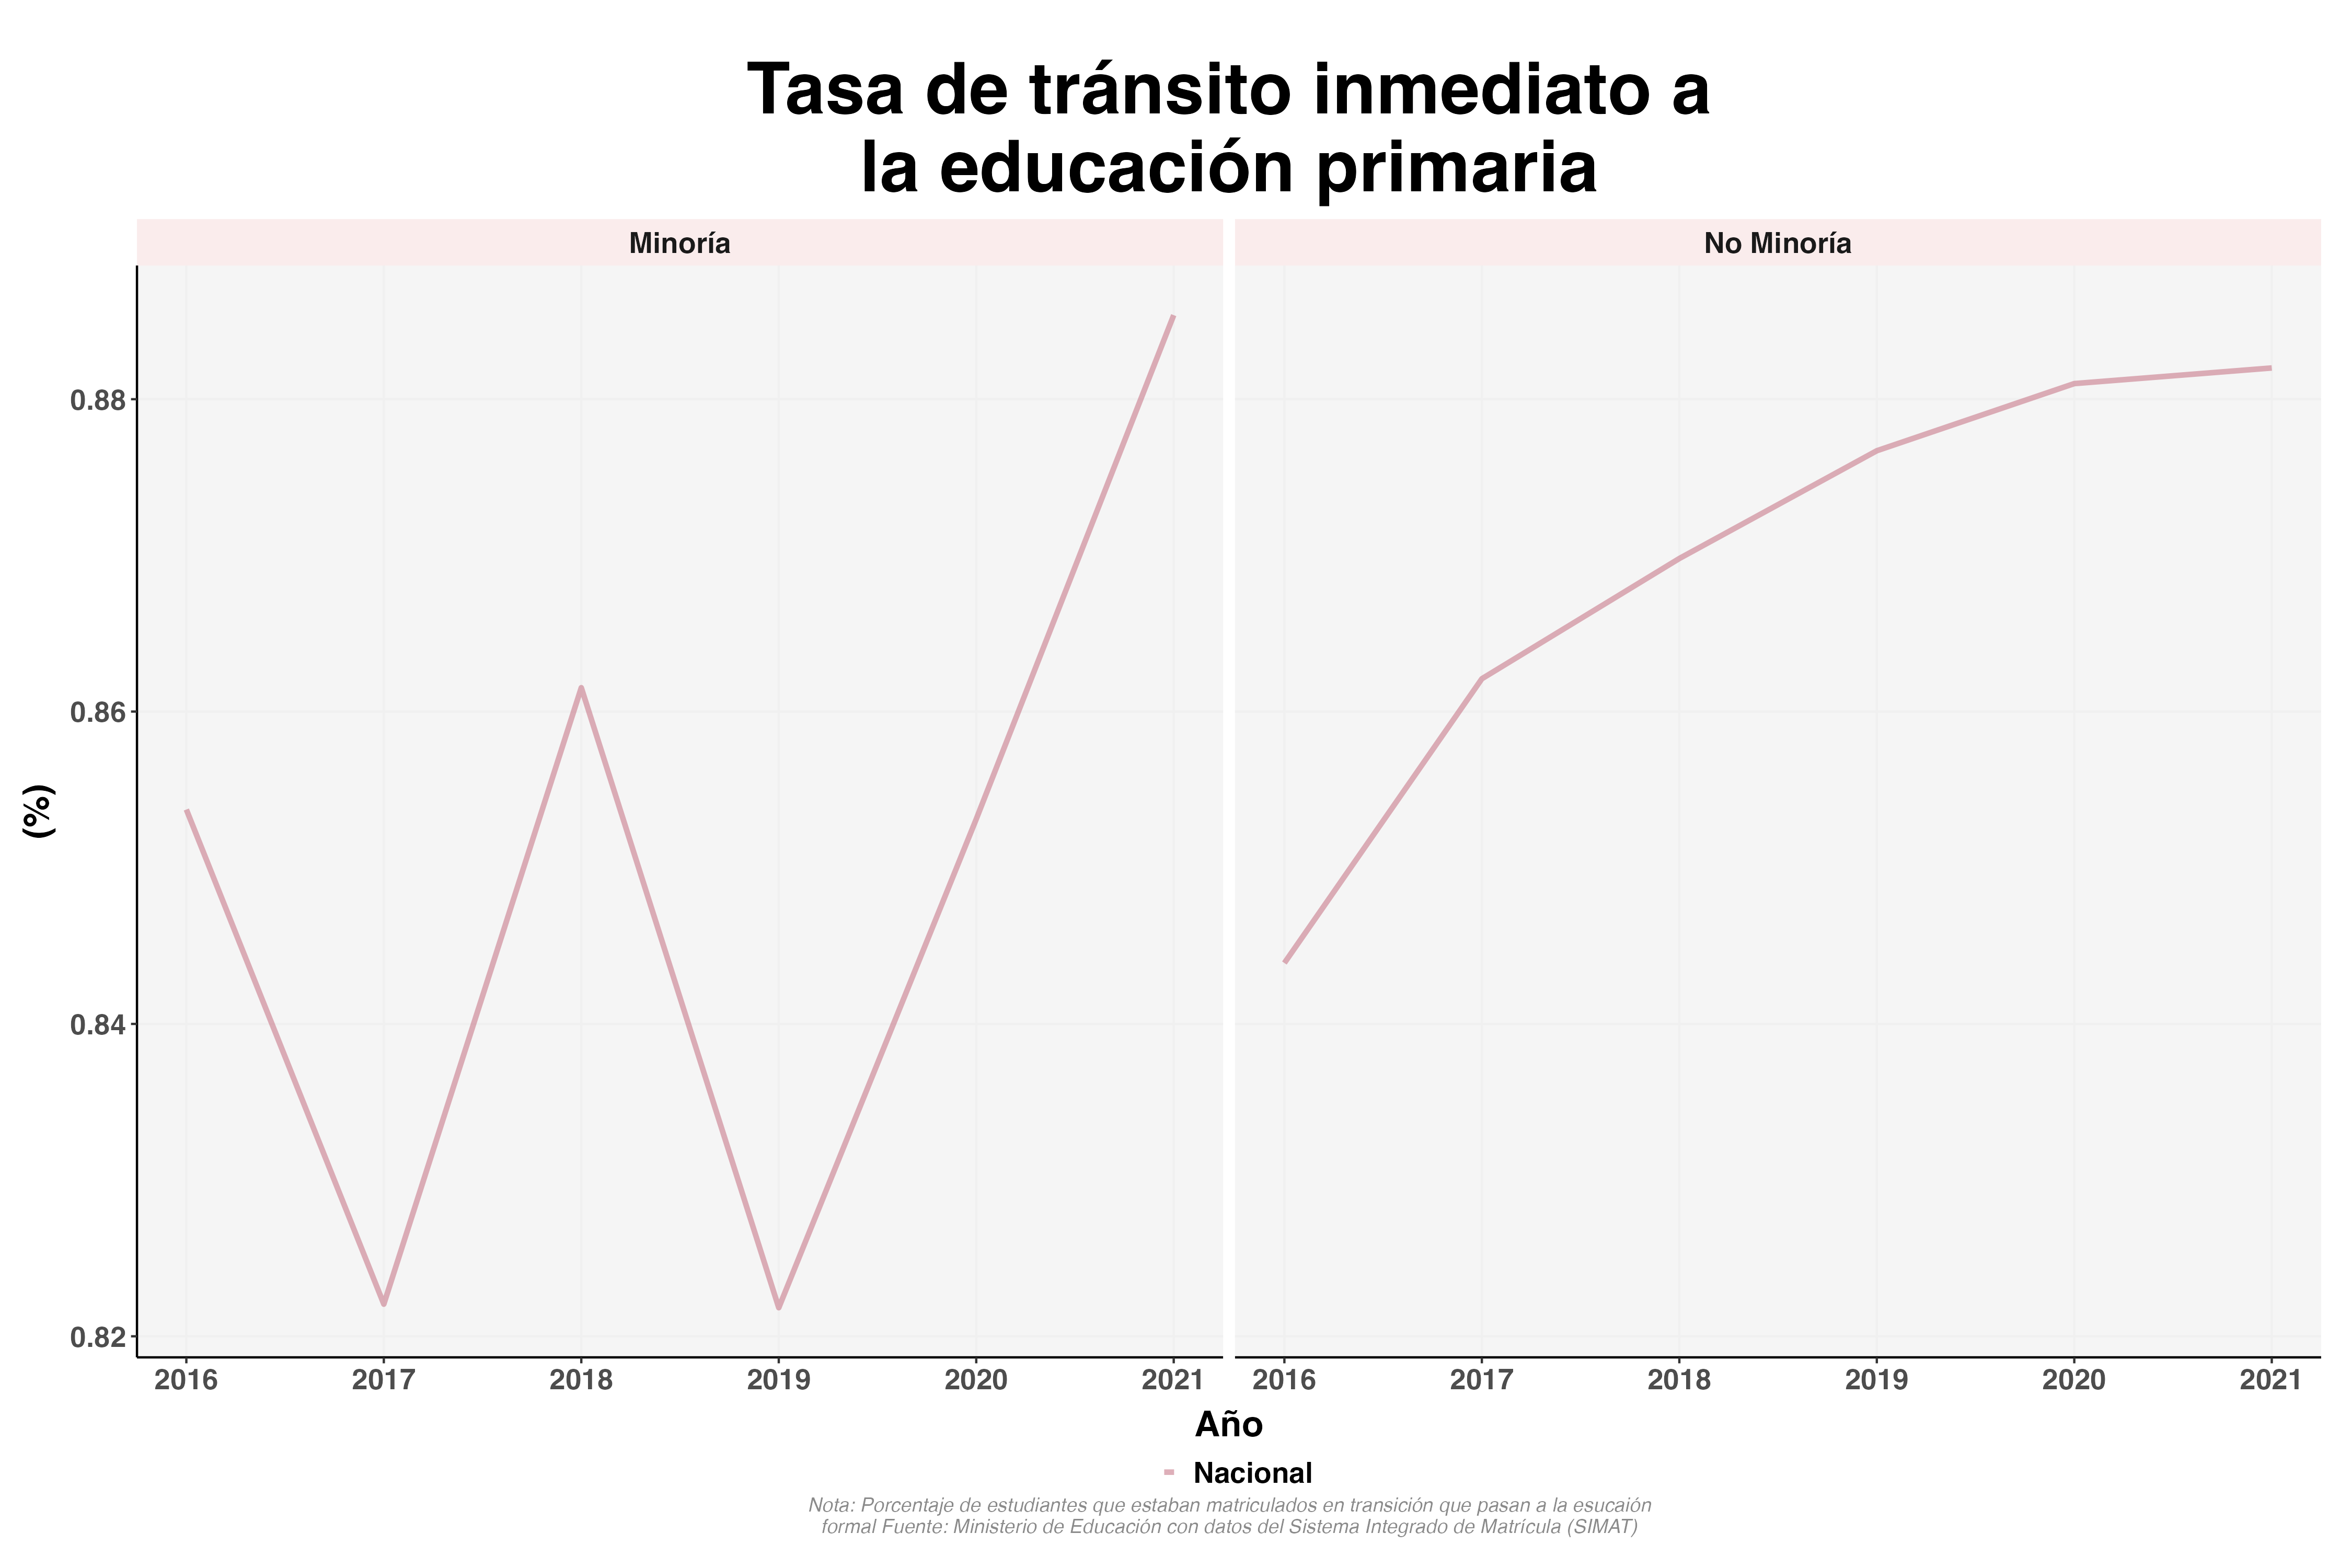 Tasa de tránsito inmediato a
la educación primaria
Minoría
No Minoría
0.88
0.86
0.84
0.82
(%)
2016 2017 2018 2019 2020 2021
2016 2017 2018 2019 2020 2021
Año
Nacional
Nota: Porcentaje de estudiantes que estaban matriculados en transición que pasan a la esucaión
formal Fuente: Ministerio de Educación con datos del Sistema Integrado de Matrícula (SIMAT)